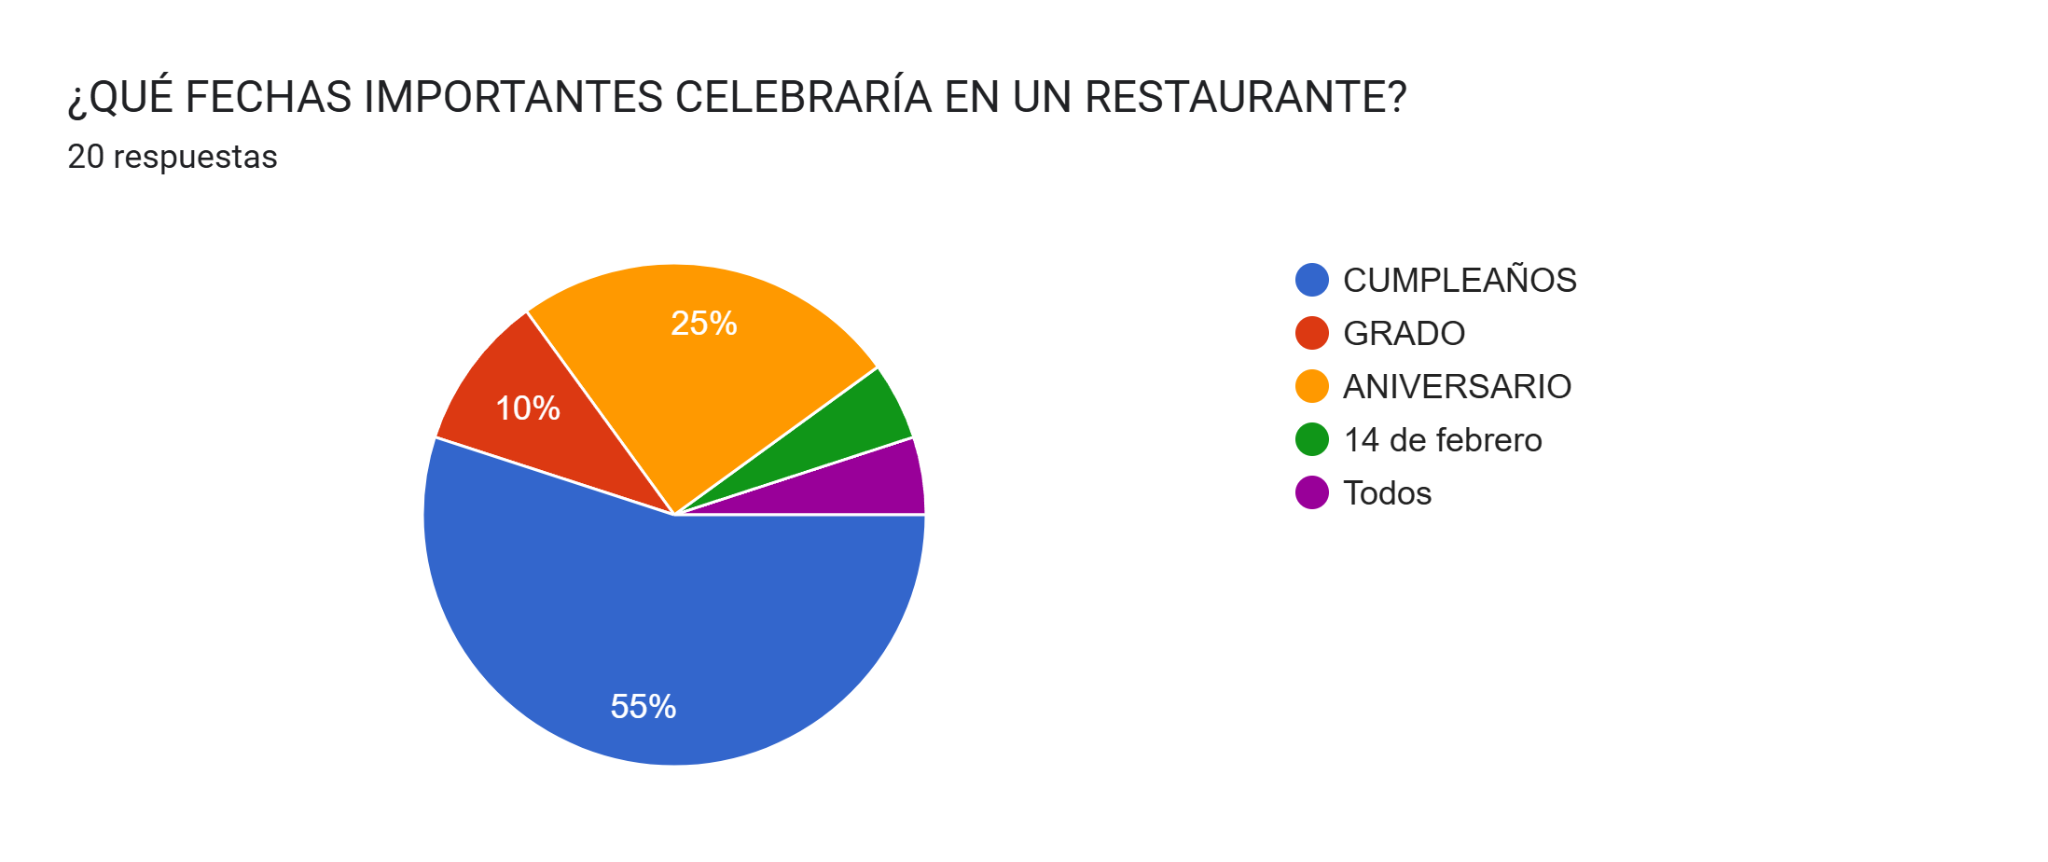 ¿QUÉ FECHAS IMPORTANTES CELEBRARÍA EN UN RESTAURANTE?
20 respuestas
25%
10%
55%
CUMPLEAÑOS
GRADO
ANIVERSARIO
14 de febrero
Todos